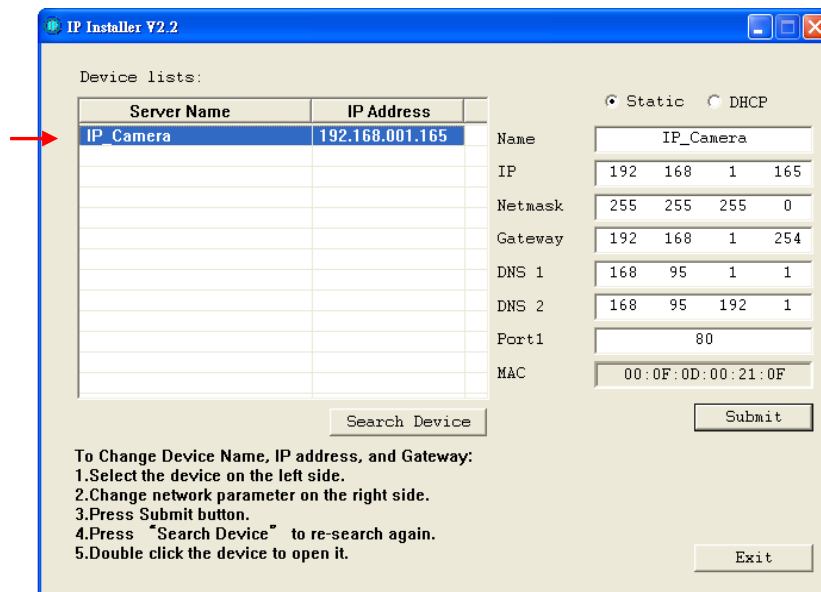 IP Installer V2.2
Device lists:
Server Name IP Address
IP_Camera 192.168.001.165
Static DHCP
Name IP_Camera
IP 192 168 1 165
Netmask 255 255 255 0
Gateway 192 168 1 254
DNS 1 168 95 1 1
DNS 2 168 95 192 1
Port1 80
MAC 00:0F:0D:00:21:0F
Search Device
Submit
To Change Device Name, IP address, and Gateway:
1.Select the device on the left side.
2.Change network parameter on the right side.
3.Press Submit button.
4.Press “Search Device” to re-search again.
5.Double click the device to open it.
Exit